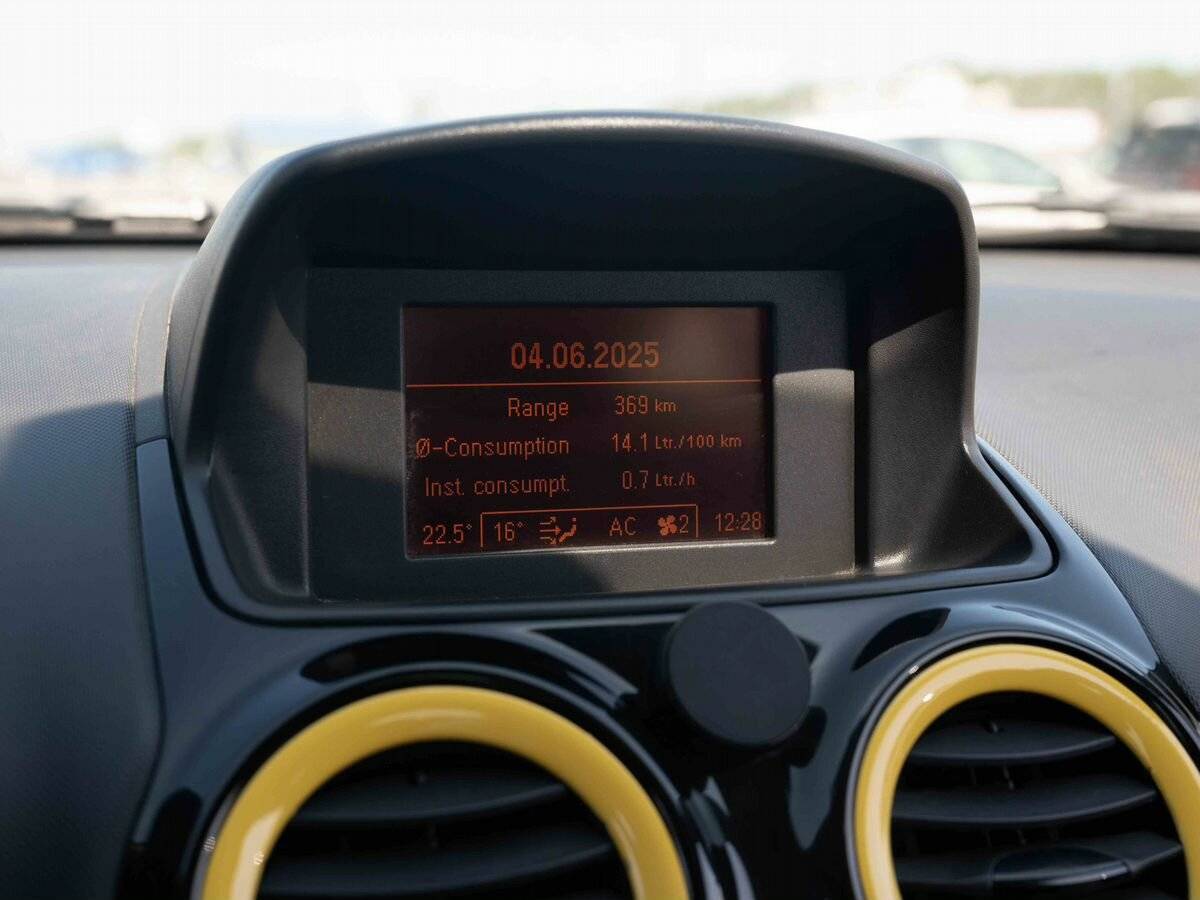 04.06.2025
Range 369 km
Ø-Consumption 14.1 Ltr./100 km
Inst. consumpt. 0.7 Ltr./h
22.5° 16° AC 2 12:28